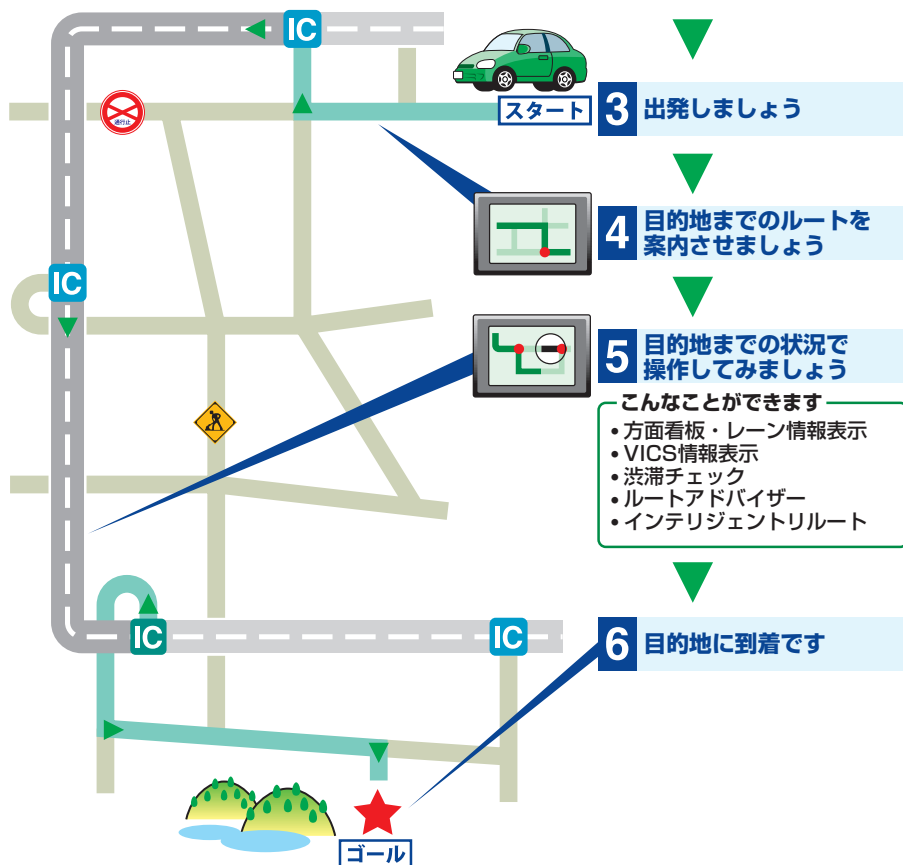 IC
スタート
通行止
3 出発しましょう
4 目的地までのルートを
案内させましょう
IC
5 目的地までの状況で
操作してみましょう
こんなことができます
• 方面看板・レーン情報表示
• VICS情報表示
• 渋滞チェック
• ルートアドバイザー
• インテリジェントリルート
IC
IC
6 目的地に到着です
ゴール